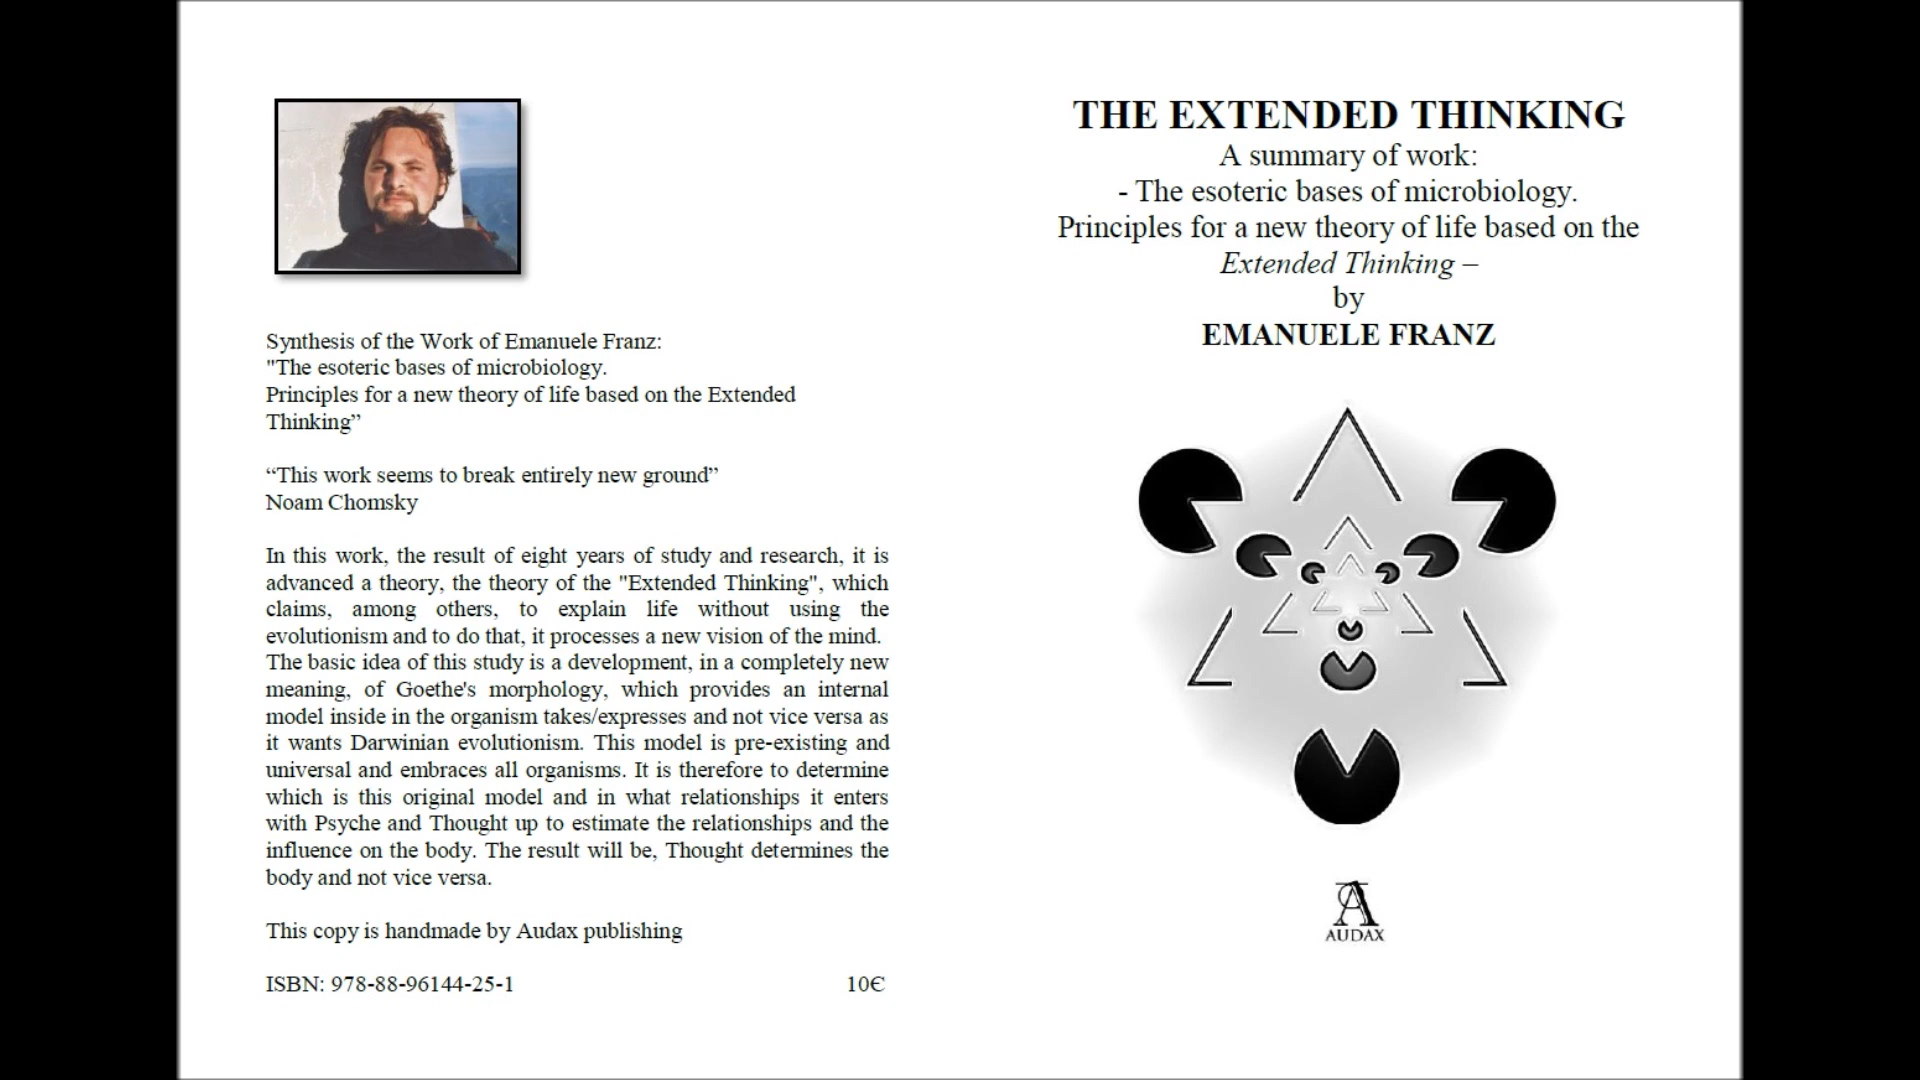 Synthesis of the Work of Emanuele Franz:
"The esoteric bases of microbiology.
Principles for a new theory of life based on the Extended
Thinking”
“This work seems to break entirely new ground”
Noam Chomsky
In this work, the result of eight years of study and research, it is
advanced a theory, the theory of the "Extended Thinking", which
claims, among others, to explain life without using the
evolutionism and to do that, it processes a new vision of the mind.
The basic idea of this study is a development, in a completely new
meaning, of Goethe's morphology, which provides an internal
model inside in the organism takes/expresses and not vice versa as
it wants Darwinian evolutionism. This model is pre-existing and
universal and embraces all organisms. It is therefore to determine
which is this original model and in what relationships it enters
with Psyche and Thought up to estimate the relationships and the
influence on the body. The result will be, Thought determines the
body and not vice versa.
This copy is handmade by Audax publishing
ISBN: 978-88-96144-25-1 10€
THE EXTENDED THINKING
A summary of work:
- The esoteric bases of microbiology.
Principles for a new theory of life based on the
Extended Thinking –
by
EMANUELE FRANZ
A
AUDAX